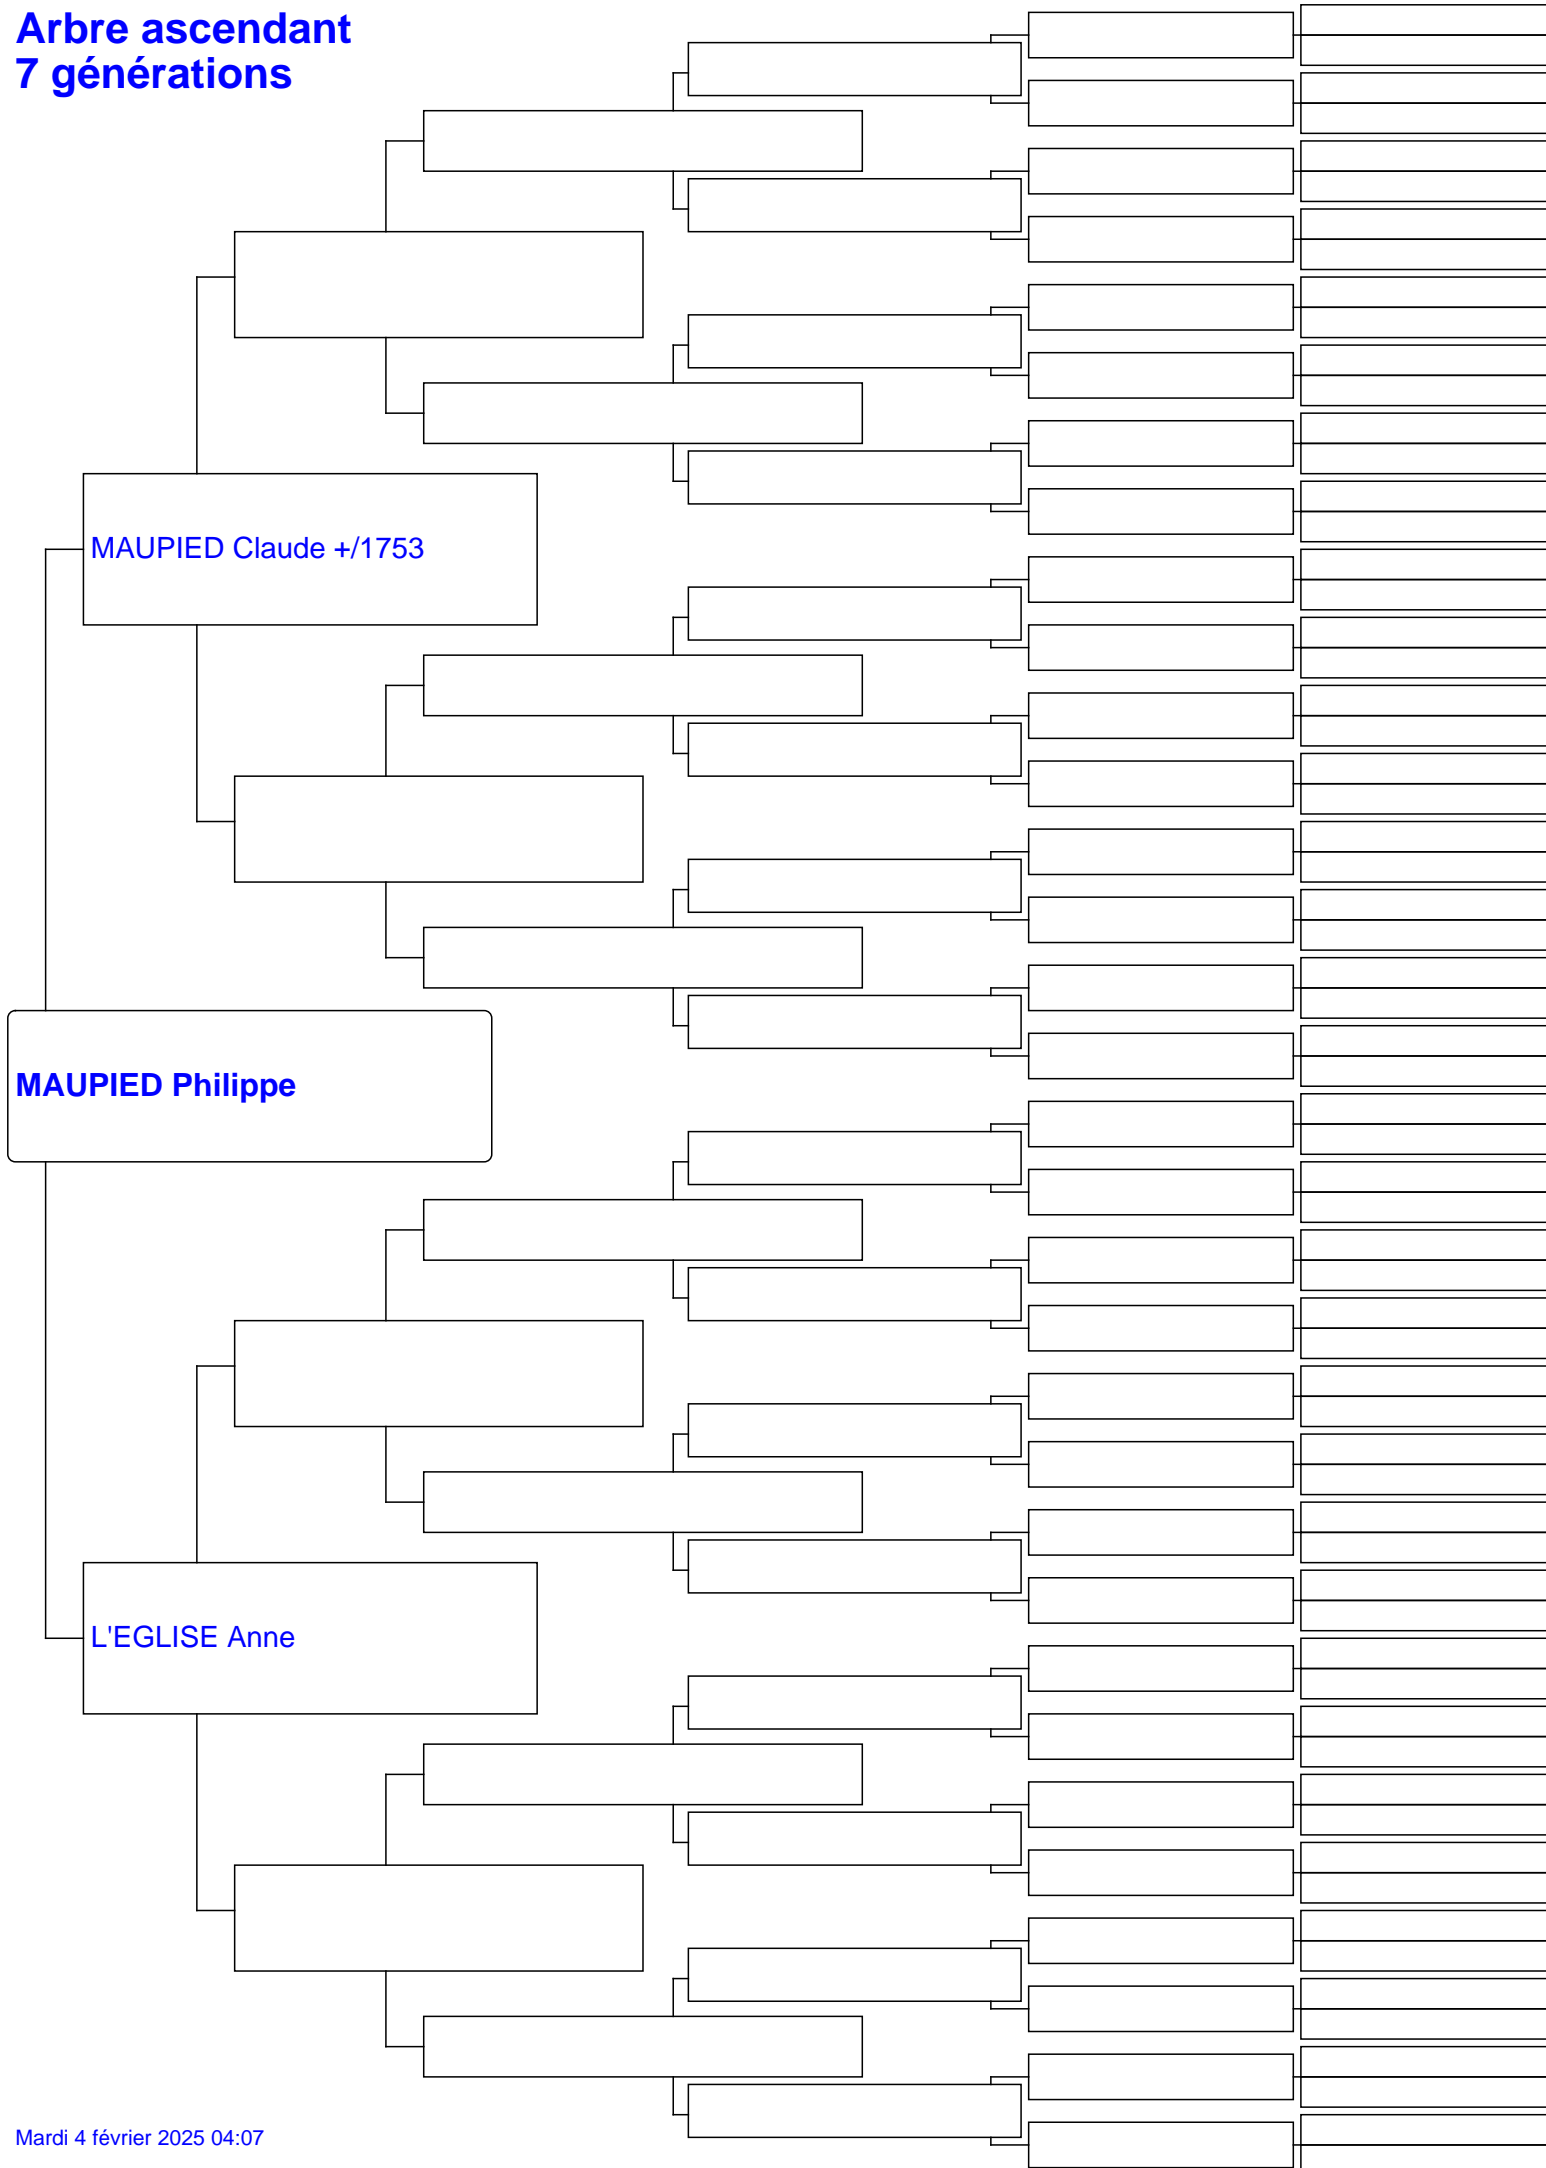 Arbre ascendant
7 générations
MAUPIED Claude +/1753
MAUPIED Philippe
L'EGLISE Anne
Mardi 4 février 2025 04:07